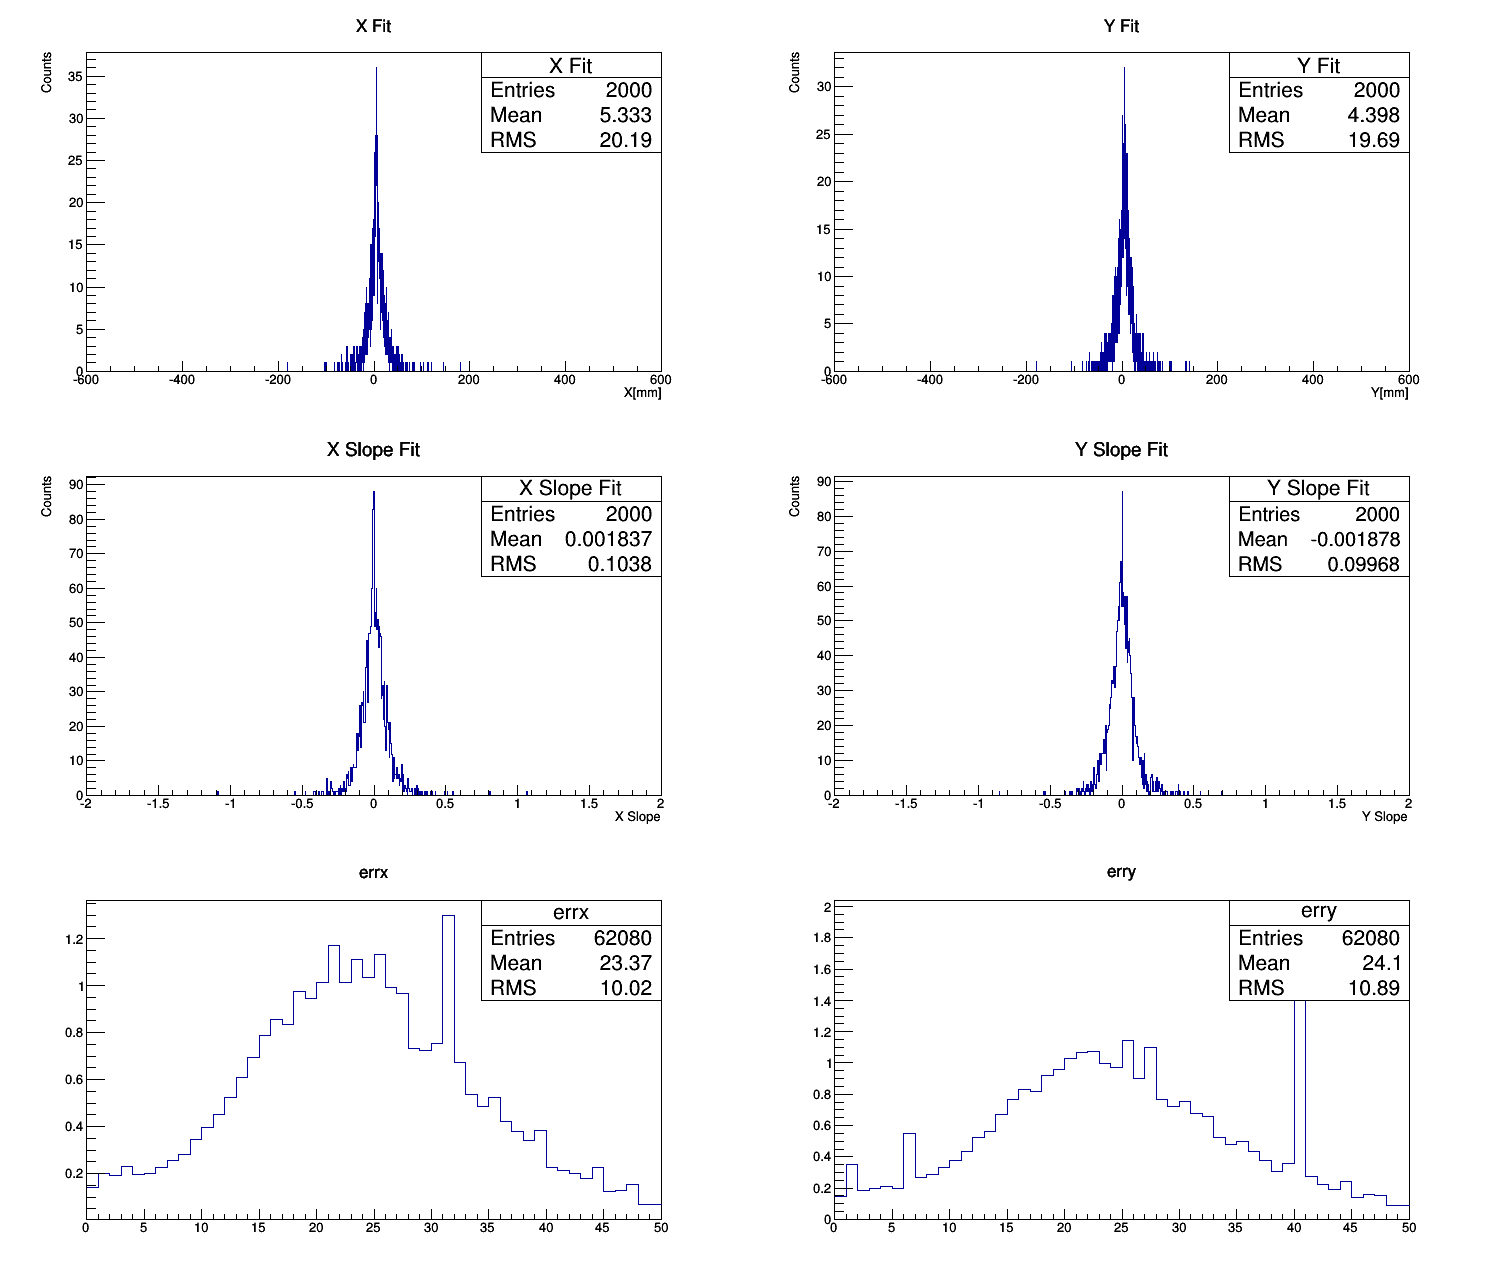 X Fit
Counts
X Fit
Entries 2000
Mean 5.333
RMS 20.19
35
30
25
20
15
10
5
0
-600 -400 -200 0 200 400 600
X[mm]
Y Fit
Counts
Y Fit
Entries 2000
Mean 4.398
RMS 19.69
30
25
20
15
10
5
0
-600 -400 -200 0 200 400 600
Y[mm]
X Slope Fit
Counts
X Slope Fit
Entries 2000
Mean 0.001837
RMS 0.1038
90
80
70
60
50
40
30
20
10
0
-2 -1.5 -1 -0.5 0 0.5 1 1.5 2
X Slope
Y Slope Fit
Counts
Y Slope Fit
Entries 2000
Mean -0.001878
RMS 0.09968
90
80
70
60
50
40
30
20
10
0
-2 -1.5 -1 -0.5 0 0.5 1 1.5 2
Y Slope
errx
errx
Entries 62080
Mean 23.37
RMS 10.02
1.2
1
0.8
0.6
0.4
0.2
0 5 10 15 20 25 30 35 40 45 50
erry
erry
Entries 62080
Mean 24.1
RMS 10.89
2
1.8
1.6
1.4
1.2
1
0.8
0.6
0.4
0.2
0
0 5 10 15 20 25 30 35 40 45 50